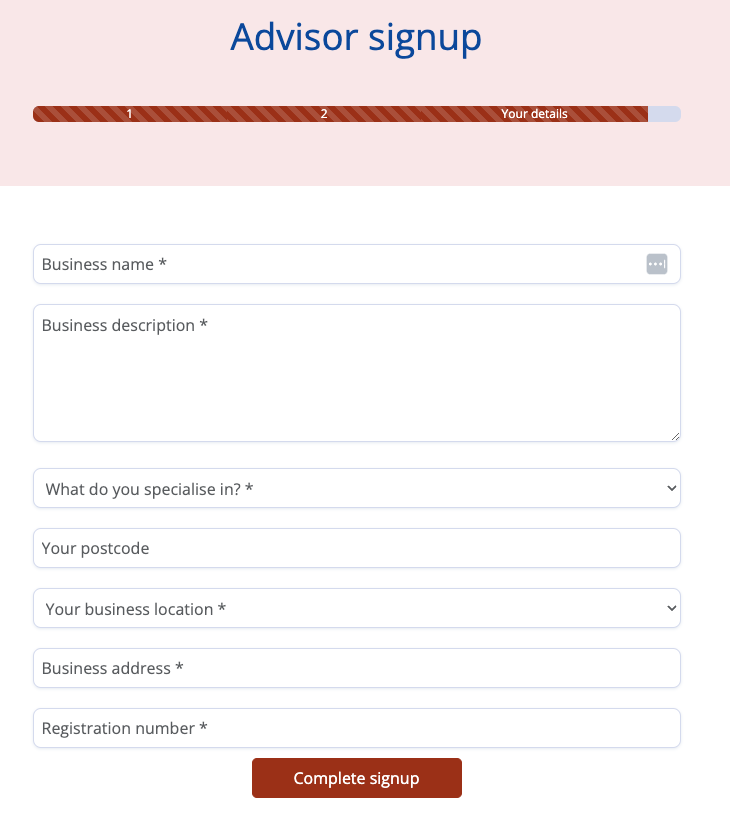 Advisor signup
1 2 Your details
Business name *
Business description *
What do you specialise in? *
Your postcode
Your business location *
Business address *
Registration number *
Complete signup